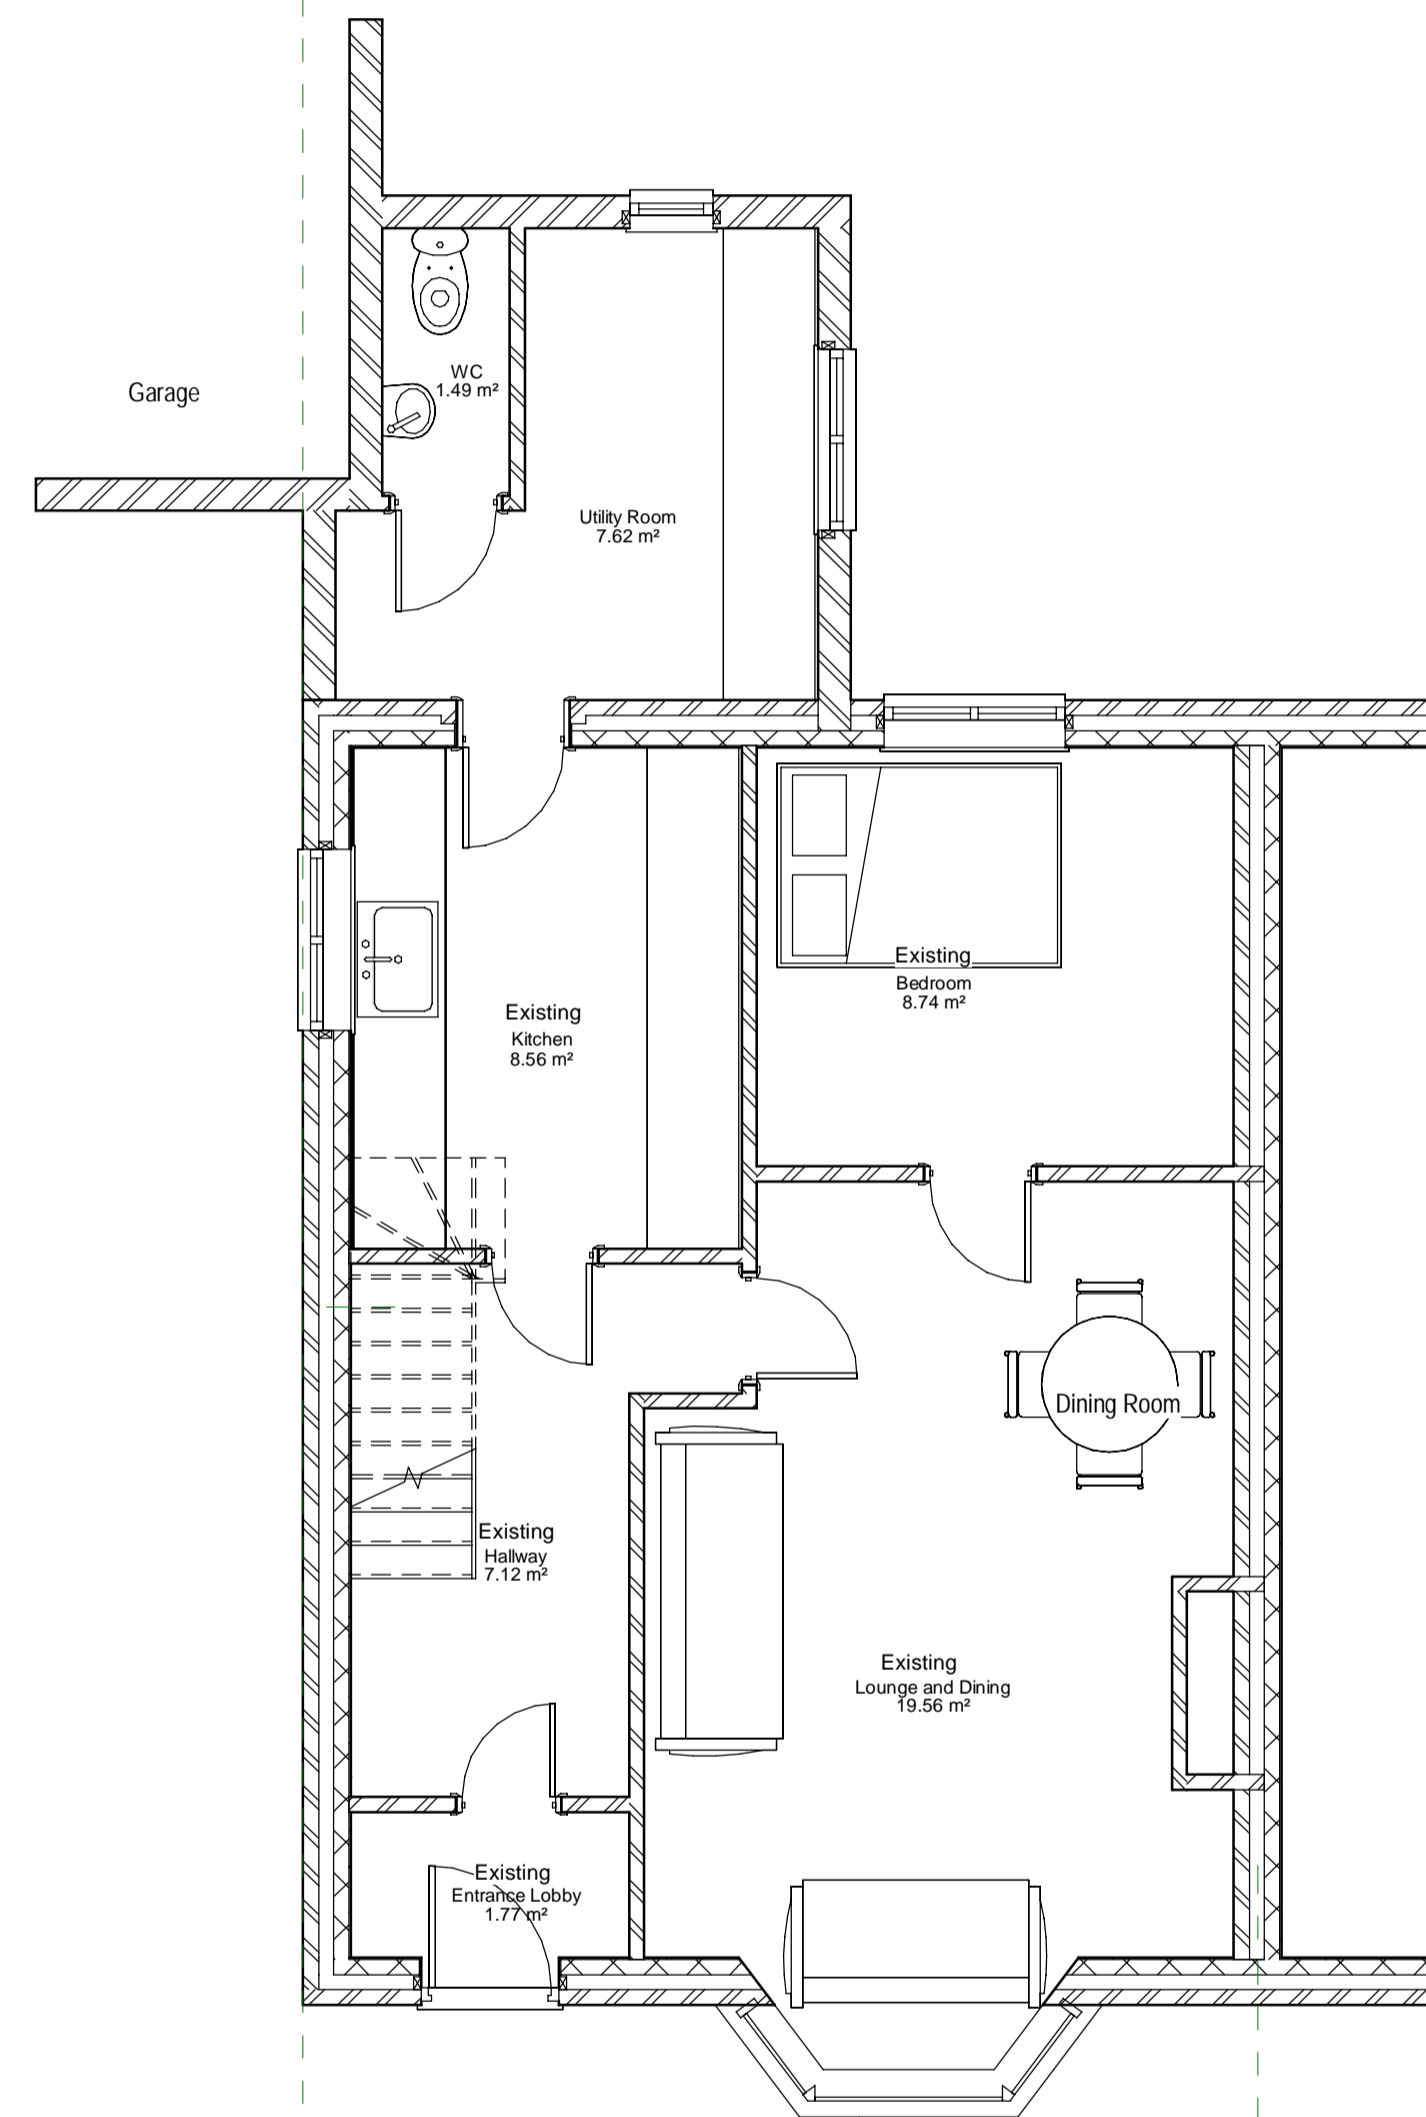 WC
1.49 m²
Garage
Utility Room
7.62 m²
Existing
Bedroom
8.74 m²
Existing
Kitchen
8.56 m²
Dining Room
Existing
Hallway
7.12 m²
Existing
Lounge and Dining
19.56 m²
Existing
Entrance Lobby
1.77 m²